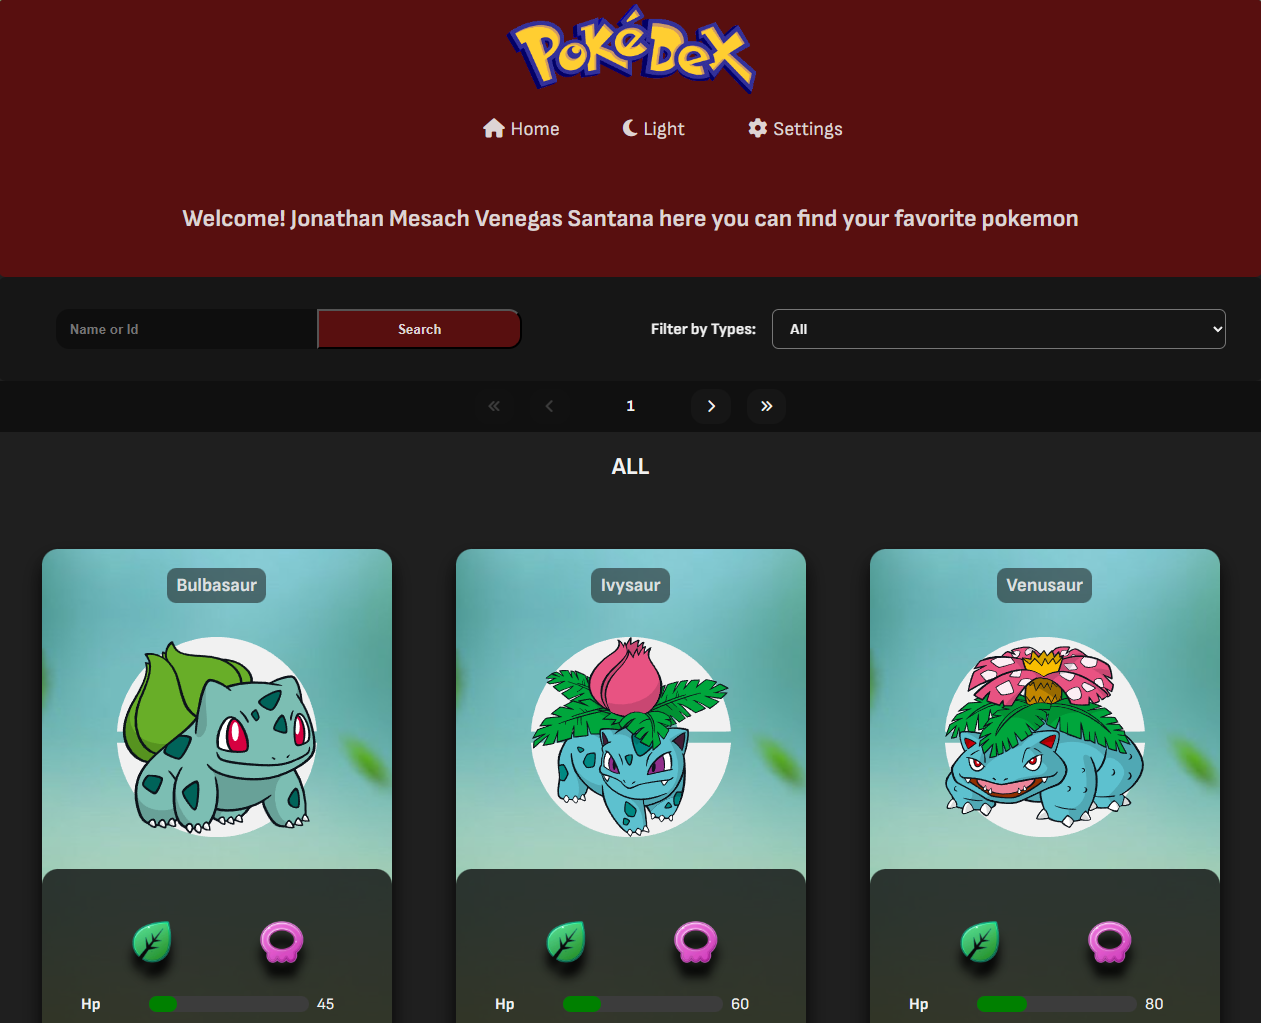 PokéDex
Home Light Settings
Welcome! Jonathan Mesach Venegas Santana here you can find your favorite pokemon
Name or Id Search Filter by Types: All
« ‹ 1 › »
ALL
Bulbasaur Ivysaur Venusaur
Hp 45 Hp 60 Hp 80